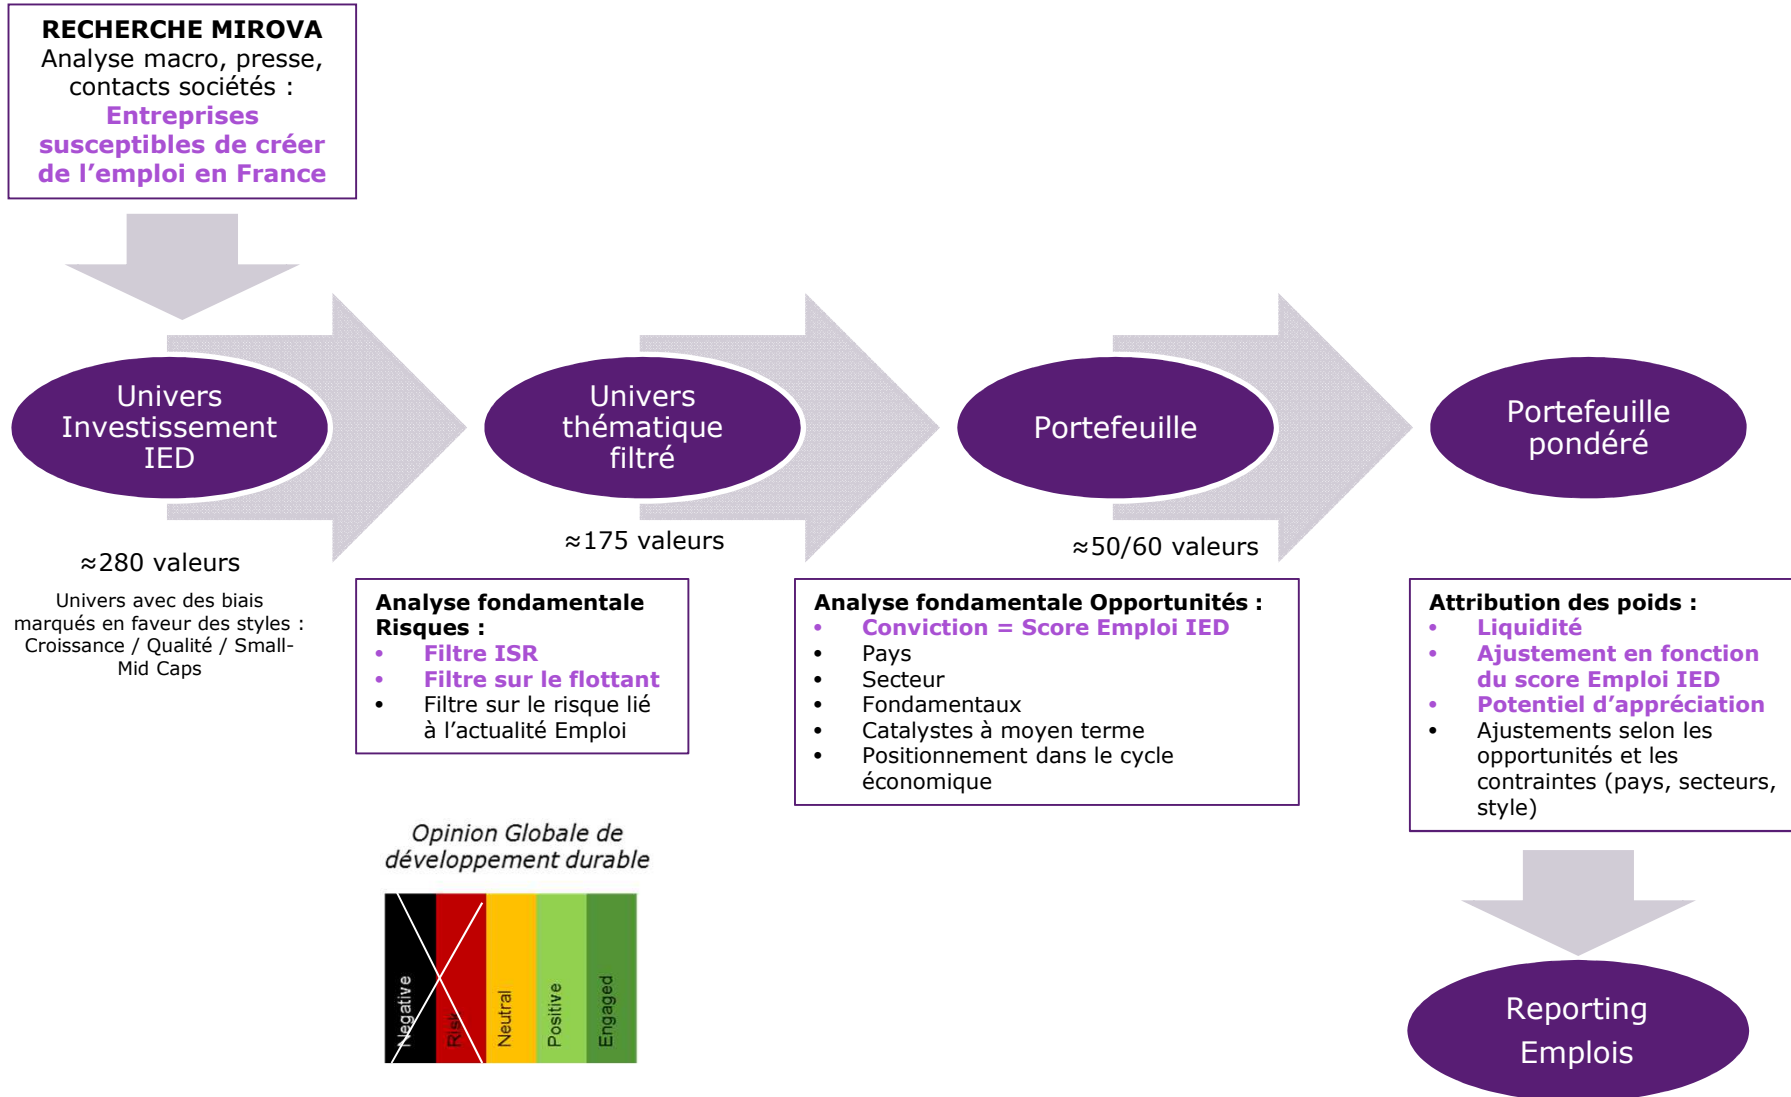 RECHERCHE MIROVA
Analyse macro, presse,
contacts sociétés :
Entreprises
susceptibles de créer
de l’emploi en France
Univers
Investissement
IED
Univers
thématique
filtré
Portefeuille
Portefeuille
pondéré
≈280 valeurs
≈175 valeurs
≈50/60 valeurs
Univers avec des biais
marqués en faveur des styles :
Croissance / Qualité / Small-
Mid Caps
Analyse fondamentale
Risques :
• Filtre ISR
• Filtre sur le flottant
• Filtre sur le risque lié
à l’actualité Emploi
Analyse fondamentale Opportunités :
• Conviction = Score Emploi IED
• Pays
• Secteur
• Fondamentaux
• Catalystes à moyen terme
• Positionnement dans le cycle
économique
Attribution des poids :
• Liquidité
• Ajustement en fonction
du score Emploi IED
• Potentiel d’appréciation
• Ajustements selon les
opportunités et les
contraintes (pays, secteurs,
style)
Opinion Globale de
développement durable
Negative
Risk
Neutral
Positive
Engaged
Reporting
Emplois